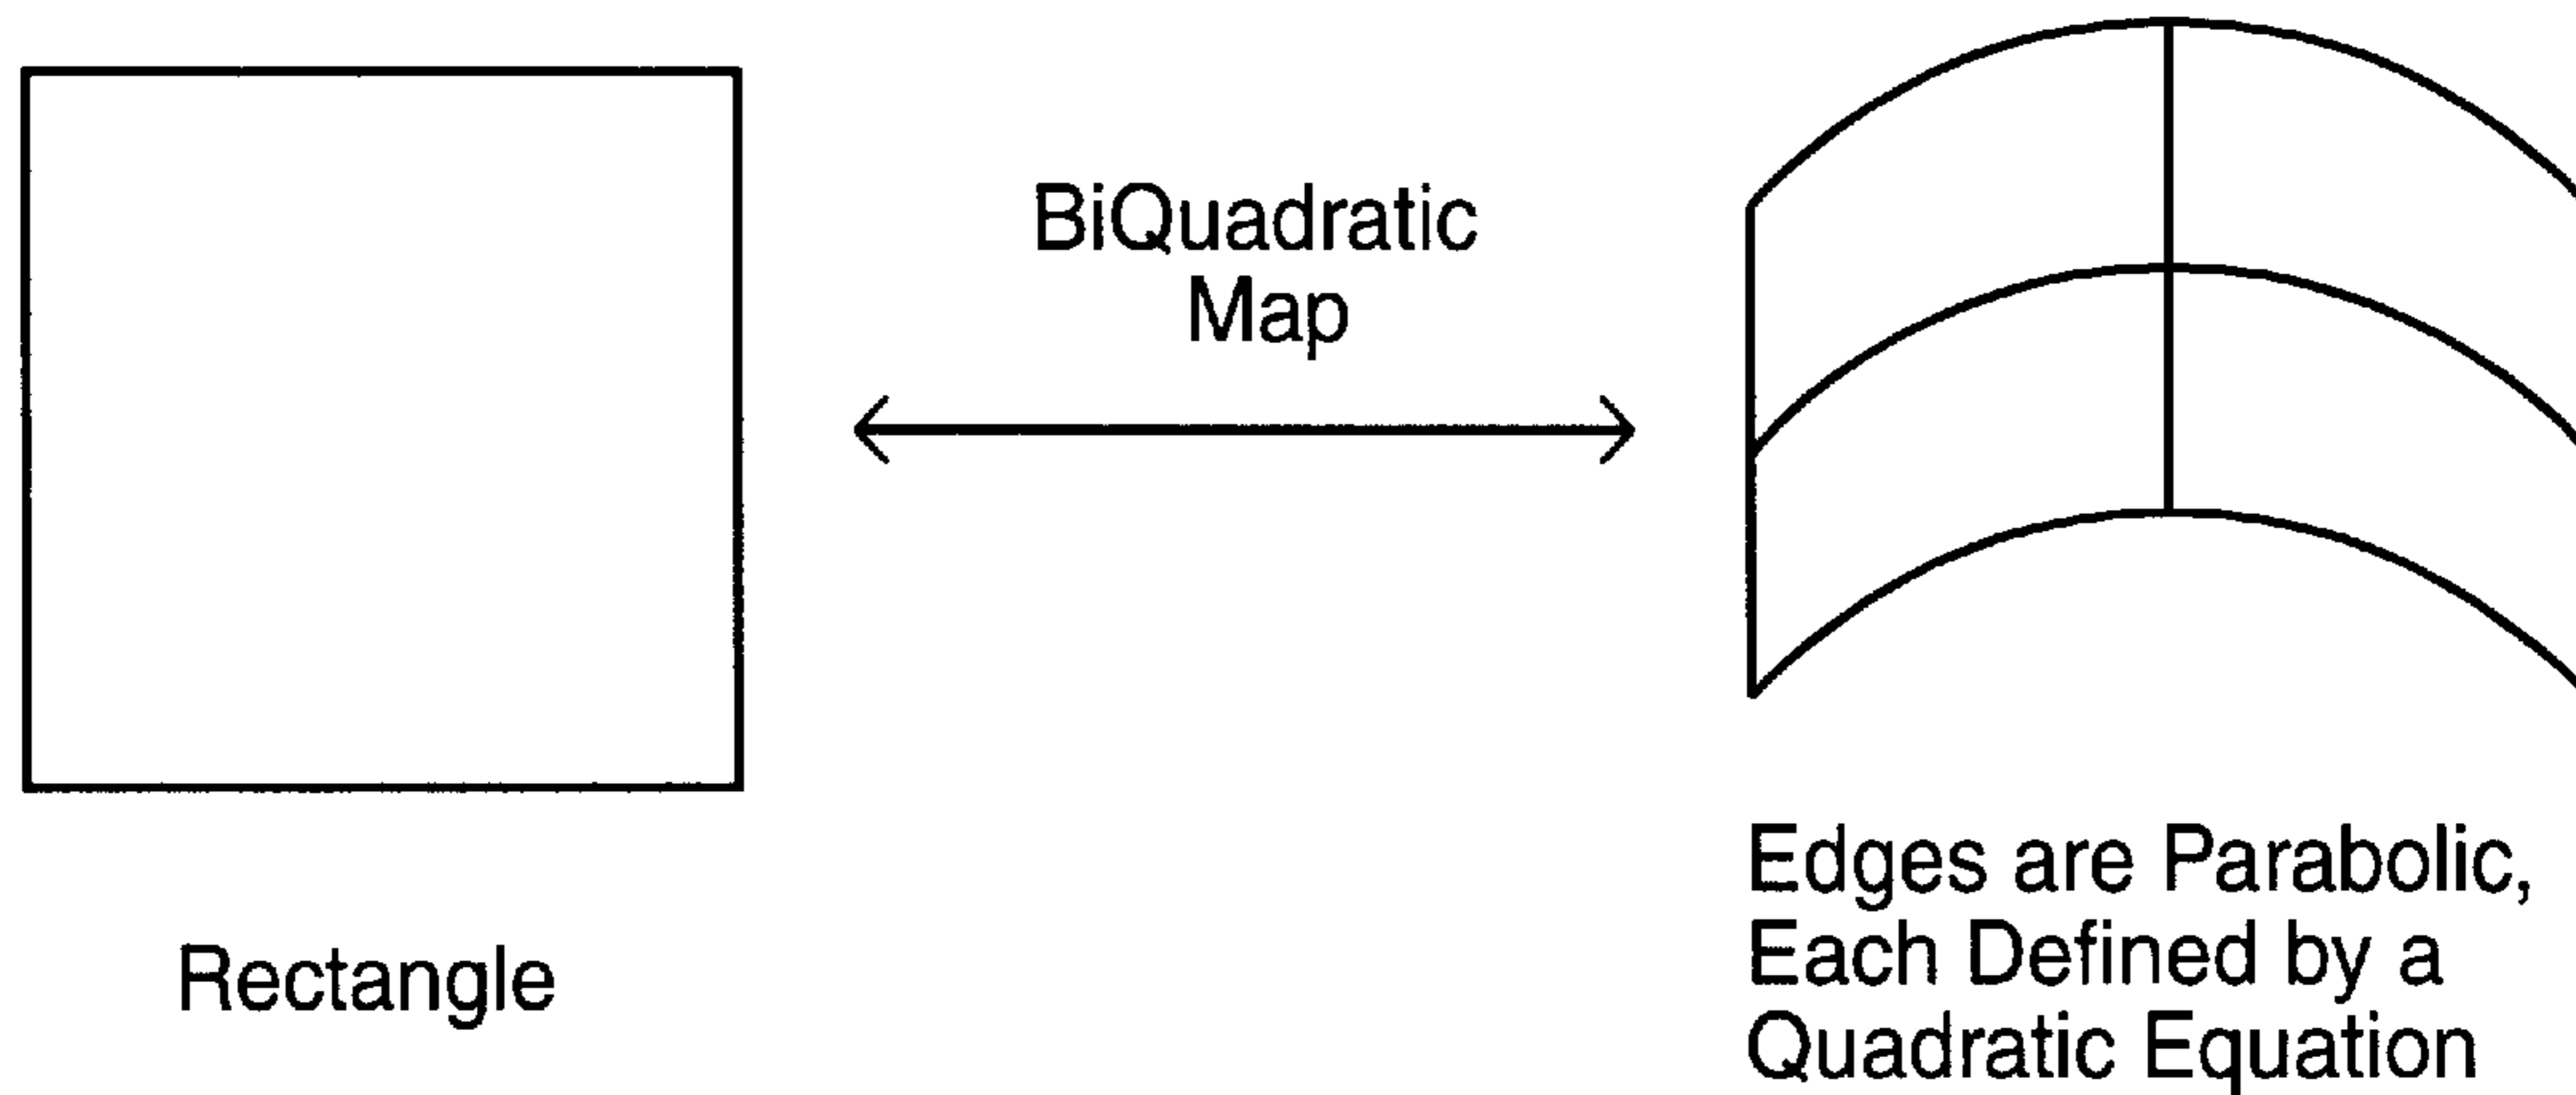 BiQuadratic
Map
Rectangle
Edges are Parabolic,
Each Defined by a
Quadratic Equation